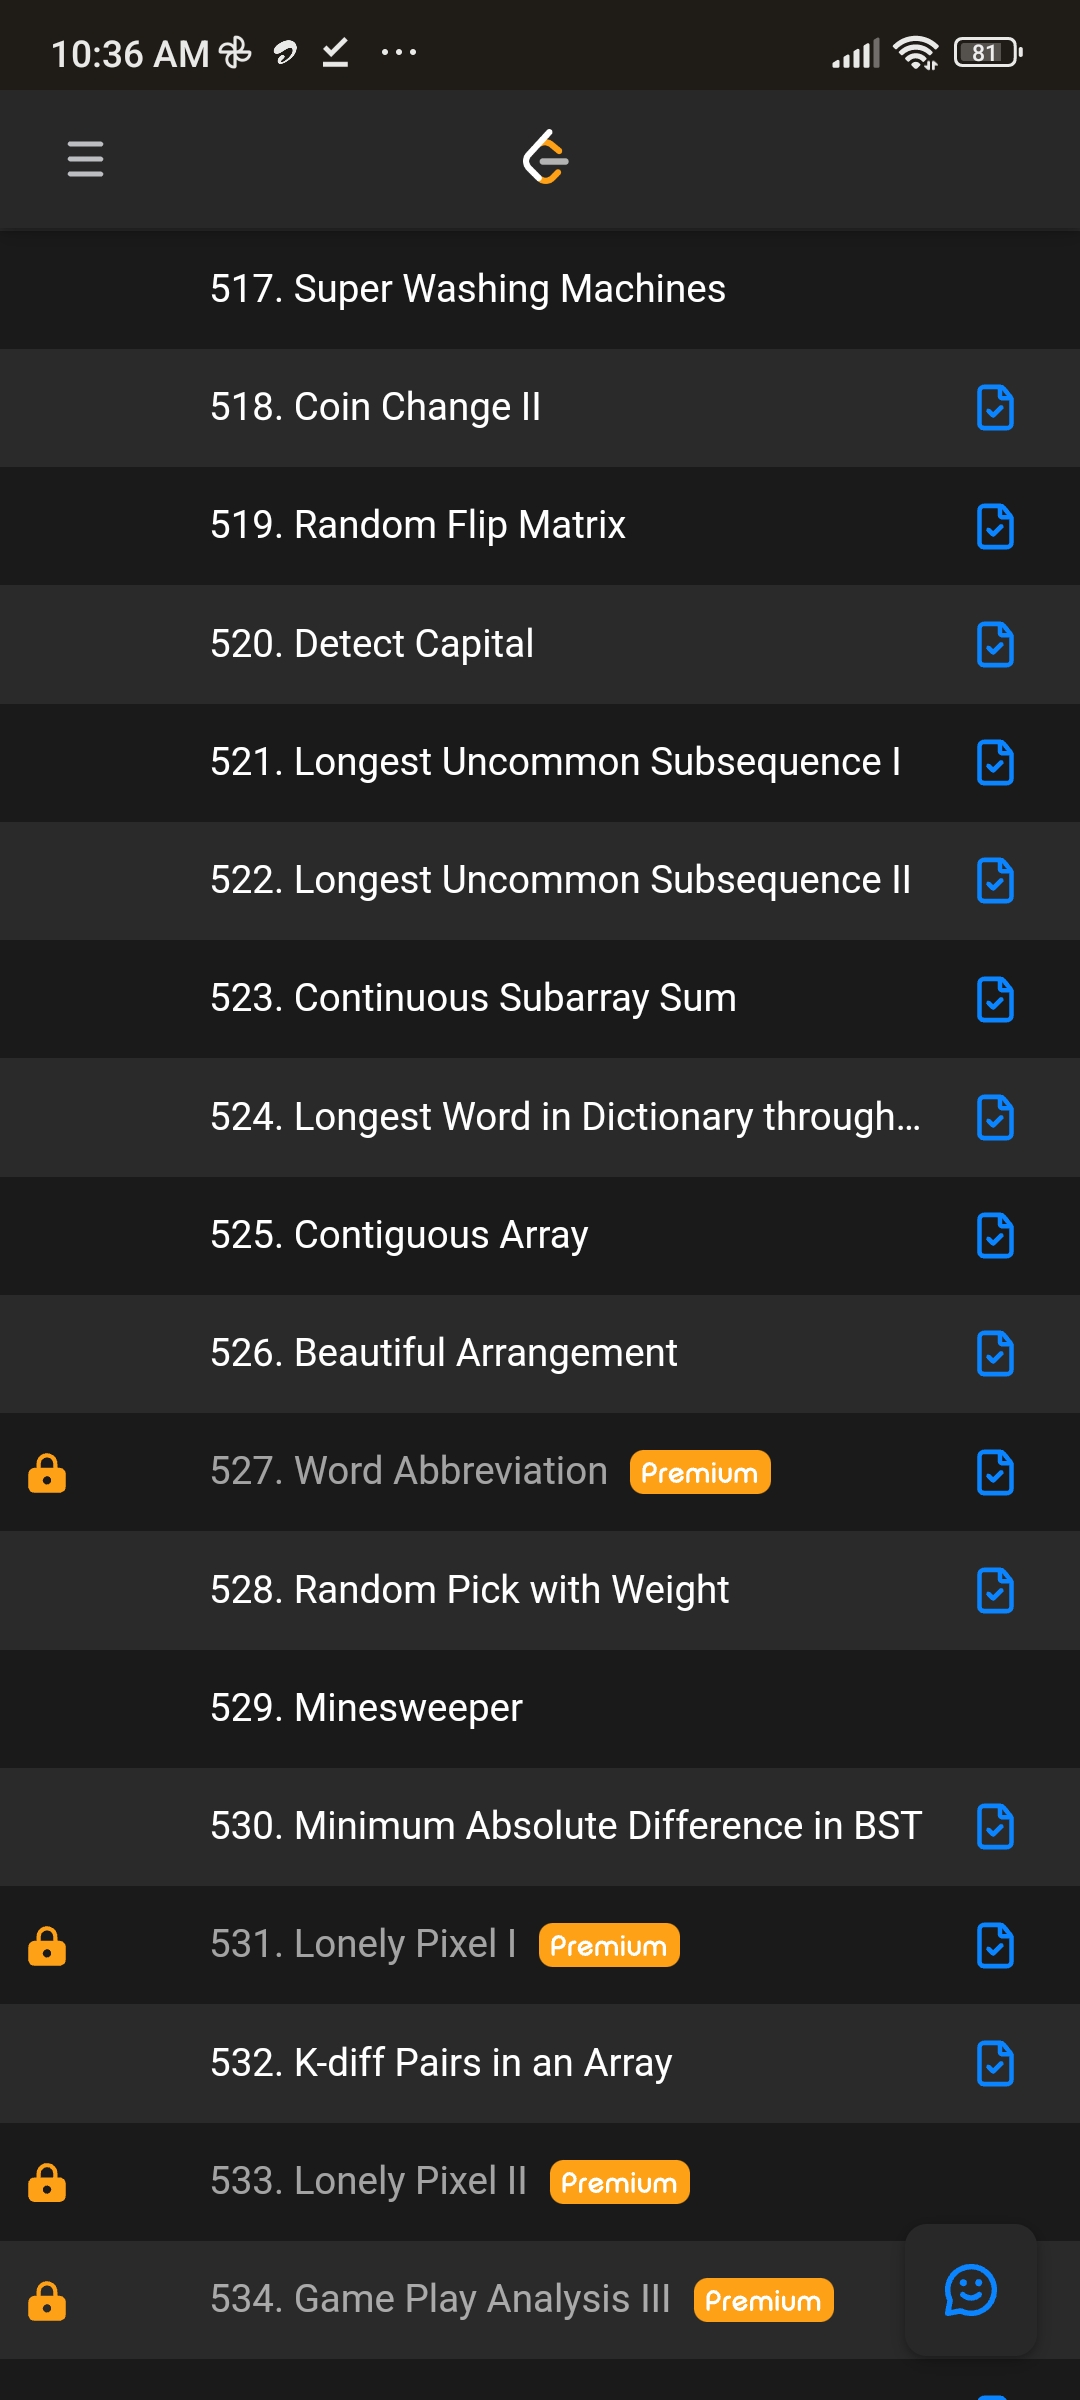 10:36 AM
81
517. Super Washing Machines
518. Coin Change II
519. Random Flip Matrix
520. Detect Capital
521. Longest Uncommon Subsequence I
522. Longest Uncommon Subsequence II
523. Continuous Subarray Sum
524. Longest Word in Dictionary through...
525. Contiguous Array
526. Beautiful Arrangement
527. Word Abbreviation Premium
528. Random Pick with Weight
529. Minesweeper
530. Minimum Absolute Difference in BST
531. Lonely Pixel I Premium
532. K-diff Pairs in an Array
533. Lonely Pixel II Premium
534. Game Play Analysis III Premium